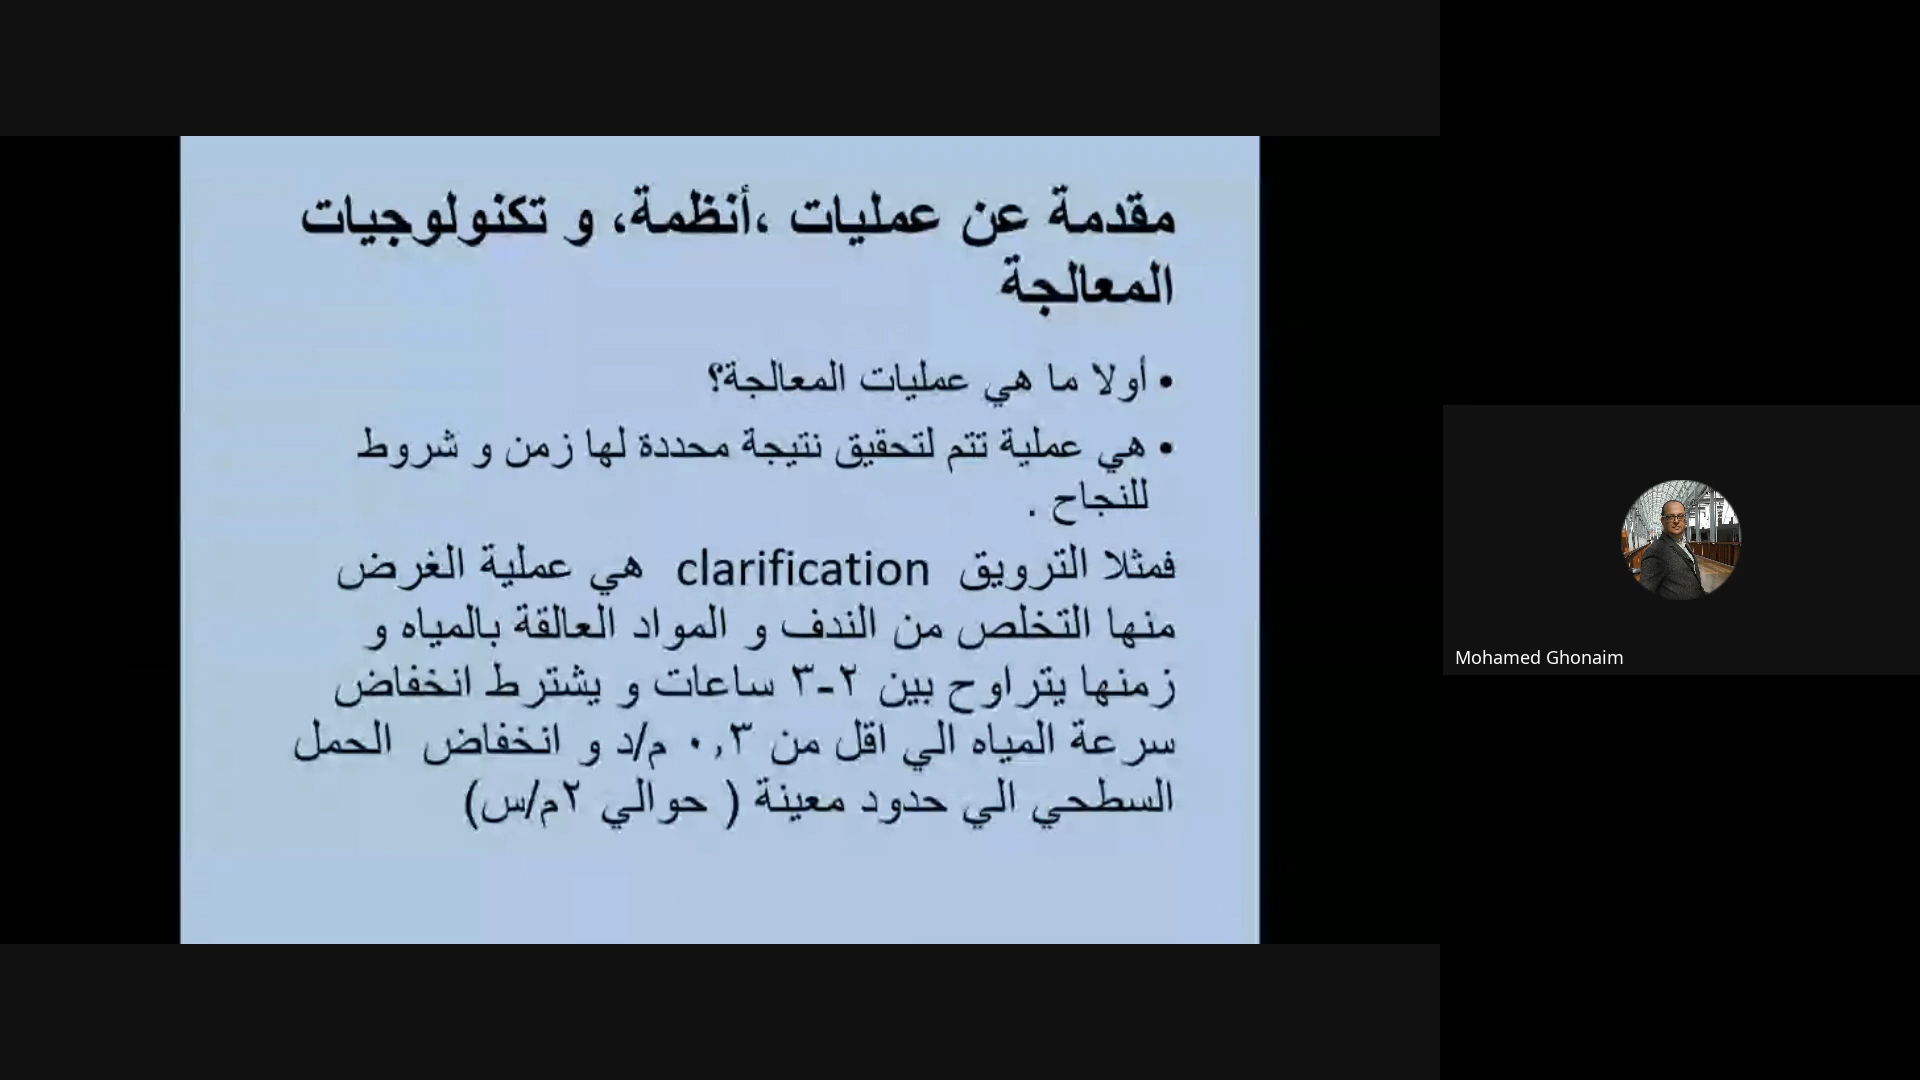 مقدمة عن عمليات ،أنظمة، و تكنولوجيات
المعالجة
• أولا ما هي عمليات المعالجة؟
• هي عملية تتم لتحقيق نتيجة محددة لها زمن و شروط
للنجاح .
فمثلا الترويق clarification هي عملية الغرض
منها التخلص من الندف و المواد العالقة بالمياه و
زمنها يتراوح بين ٢-٣ ساعات و يشترط انخفاض
سرعة المياه الي اقل من ٠,٣ م/د و انخفاض الحمل
السطحي الي حدود معينة ( حوالي ٢م/س)
Mohamed Ghonaim